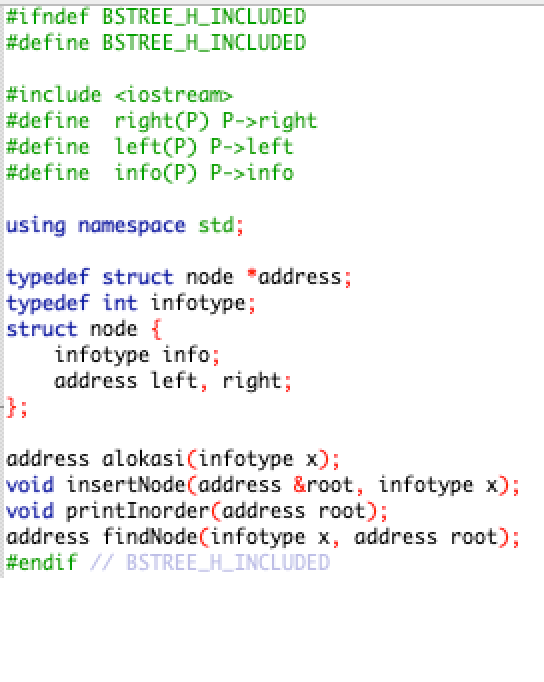 #ifndef BSTREE_H_INCLUDED
#define BSTREE_H_INCLUDED
#include <iostream>
#define  right(P) P->right
#define  left(P) P->left
#define  info(P) P->info
using namespace std;
typedef struct node *address;
typedef int infotype;
struct node {
    infotype info;
    address left, right;
};
address alokasi(infotype x);
void insertNode(address &root, infotype x);
void printInorder(address root);
address findNode(infotype x, address root);
#endif // BSTREE_H_INCLUDED